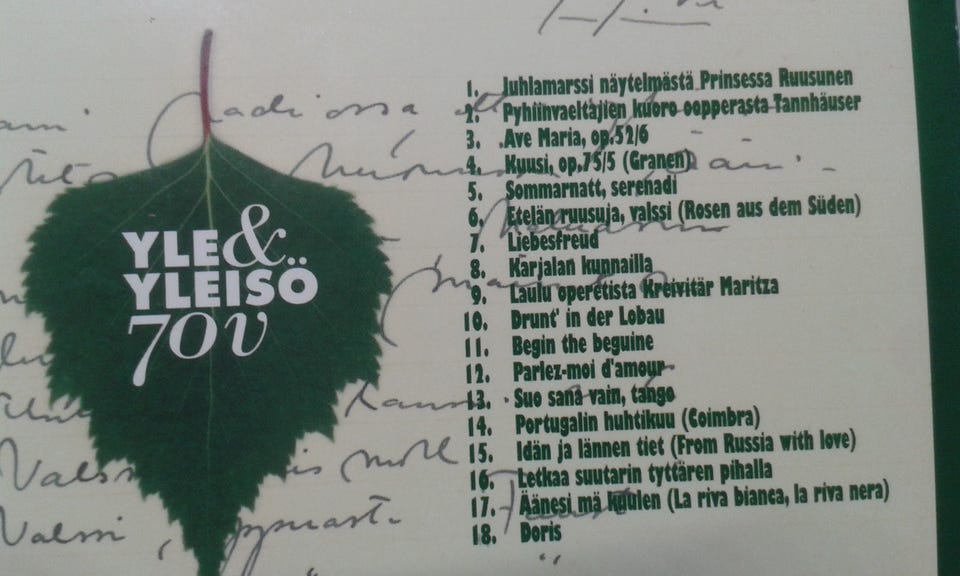 YLE &
YLEISÖ
70V
1. Juhlamarssi näytelmästä Prinsessa Ruusunen
2. Pyhiinvaeltajien kuoro oopperasta Tannhäuser
3. Ave Maria, op.52/6
4. Kuusi, op.75/5 (Granen)
5. Sommarnatt, serenadi
6. Etelän ruusuja, valssi (Rosen aus dem Süden)
7. Liebesfreud
8. Karjalan kunnailla
9. Laulu operetista Kreivitär Maritza
10. Drunt' in der Lobau
11. Begin the beguine
12. Parlez-moi d'amour
13. Suo sana vain, tango
14. Portugalin huhtikuu (Coimbra)
15. Idän ja lännen tiet (From Russia with love)
16. Letkaa suutarin tyttären pihalla
17. Äänesi mä kuulen (La riva bianca, la riva nera)
18. Doris
Radiossa
moll
Valssi